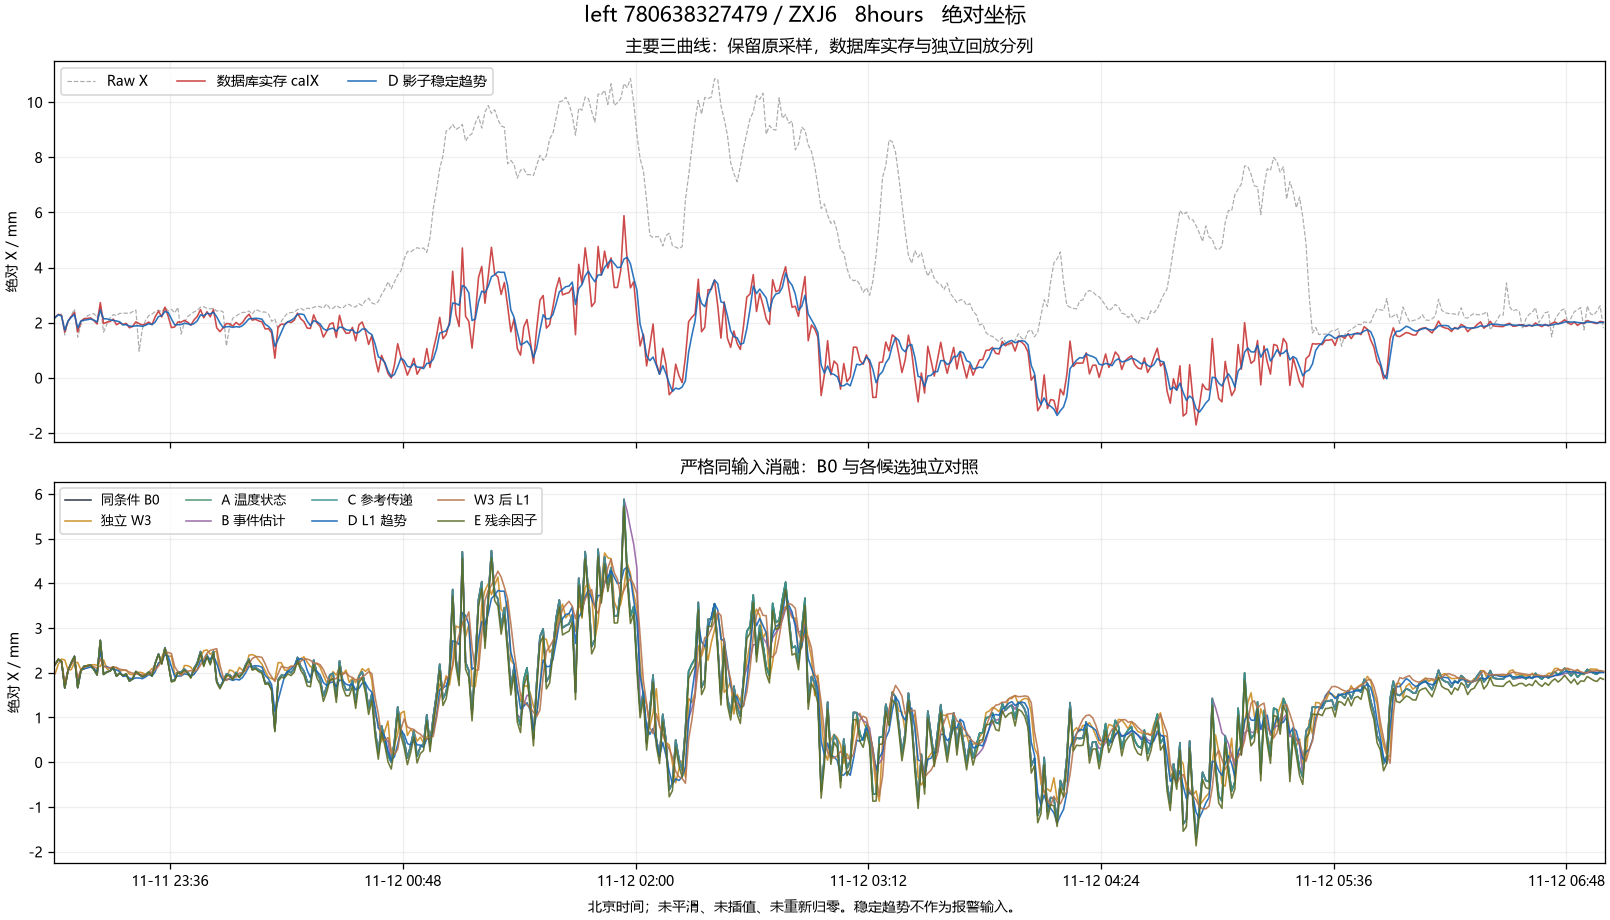 left 780638327479 / ZXJ6   8hours   绝对坐标
主要三曲线：保留原采样，数据库实存与独立回放分列
Raw X
数据库实存 calX
D 影子稳定趋势
绝对 X / mm
10
8
6
4
2
0
-2
严格同输入消融：B0 与各候选独立对照
同条件 B0
A 温度状态
C 参考传递
W3 后 L1
独立 W3
B 事件估计
D L1 趋势
E 残余因子
绝对 X / mm
6
5
4
3
2
1
0
-1
-2
11-11 23:36
11-12 00:48
11-12 02:00
11-12 03:12
11-12 04:24
11-12 05:36
11-12 06:48
北京时间；未平滑、未插值、未重新归零。稳定趋势不作为报警输入。